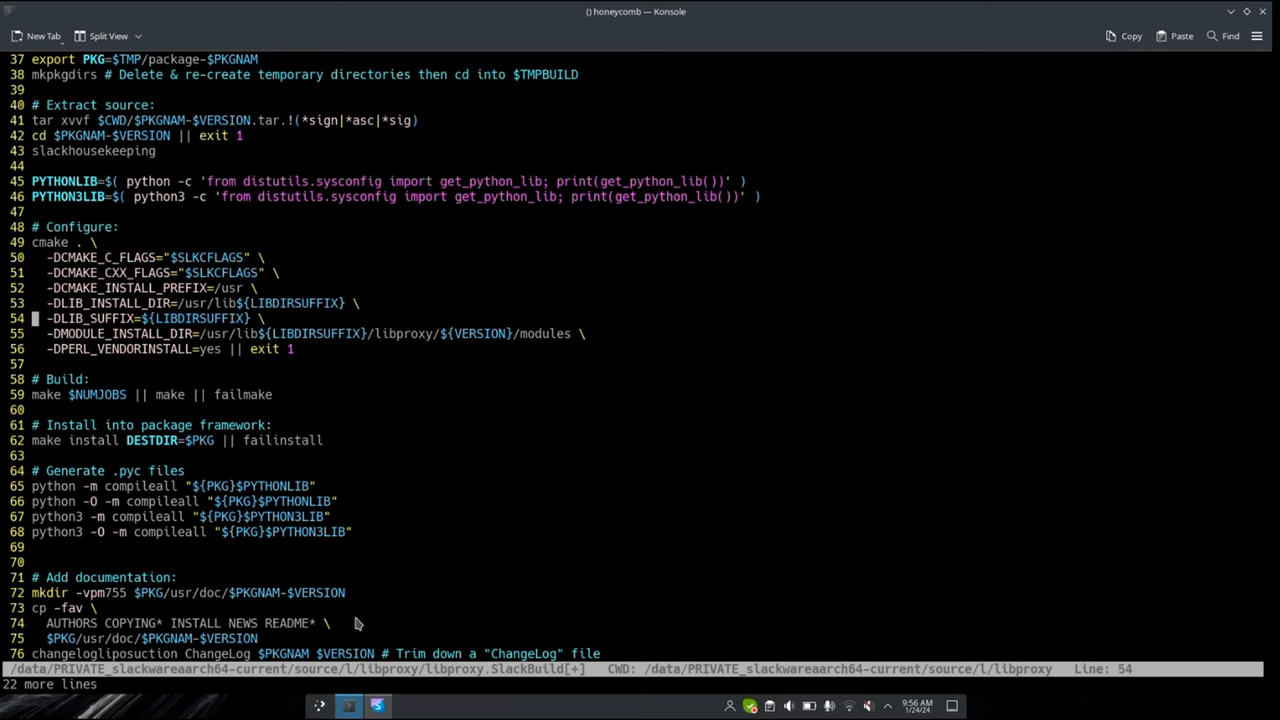 () honeycomb — Konsole
New Tab
Split View
Copy
Paste
Find
37 export PKG=$TMP/package-$PKGNAM
38 mkpkgdirs # Delete & re-create temporary directories then cd into $TMPBUILD
39
40 # Extract source:
41 tar xvvf $CWD/$PKGNAM-$VERSION.tar.!(*sign|*asc|*sig)
42 cd $PKGNAM-$VERSION || exit 1
43 slackhousekeeping
44
45 PYTHONLIB=$( python -c 'from distutils.sysconfig import get_python_lib; print(get_python_lib())' )
46 PYTHON3LIB=$( python3 -c 'from distutils.sysconfig import get_python_lib; print(get_python_lib())' )
47
48 # Configure:
49 cmake . \
50   -DCMAKE_C_FLAGS="$SLKCFLAGS" \
51   -DCMAKE_CXX_FLAGS="$SLKCFLAGS" \
52   -DCMAKE_INSTALL_PREFIX=/usr \
53   -DLIB_INSTALL_DIR=/usr/lib${LIBDIRSUFFIX} \
54   -DLIB_SUFFIX=${LIBDIRSUFFIX} \
55   -DMODULE_INSTALL_DIR=/usr/lib${LIBDIRSUFFIX}/libproxy/${VERSION}/modules \
56   -DPERL_VENDORINSTALL=yes || exit 1
57
58 # Build:
59 make $NUMJOBS || make || failmake
60
61 # Install into package framework:
62 make install DESTDIR=$PKG || failinstall
63
64 # Generate .pyc files
65 python -m compileall "${PKG}$PYTHONLIB"
66 python -O -m compileall "${PKG}$PYTHONLIB"
67 python3 -m compileall "${PKG}$PYTHON3LIB"
68 python3 -O -m compileall "${PKG}$PYTHON3LIB"
69
70
71 # Add documentation:
72 mkdir -vpm755 $PKG/usr/doc/$PKGNAM-$VERSION
73 cp -fav \
74   AUTHORS COPYING* INSTALL NEWS README* \
75   $PKG/usr/doc/$PKGNAM-$VERSION
76 changelogliposuction ChangeLog $PKGNAM $VERSION # Trim down a "ChangeLog" file
/data/PRIVATE_slackwareaarch64-current/source/l/libproxy/libproxy.SlackBuild[+]   CWD: /data/PRIVATE_slackwareaarch64-current/source/l/libproxy   Line: 54
22 more lines
9:56 AM
1/24/24